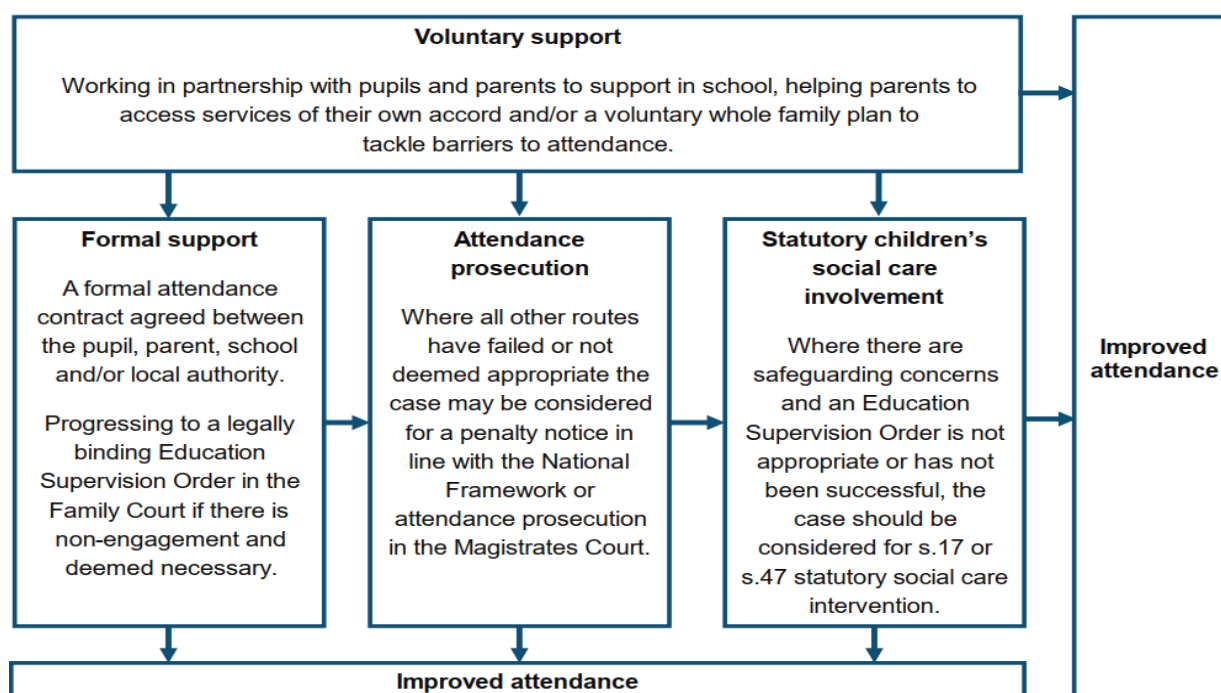 Voluntary support
Working in partnership with pupils and parents to support in school, helping parents to
access services of their own accord and/or a voluntary whole family plan to
tackle barriers to attendance.
Formal support
A formal attendance
contract agreed between
the pupil, parent, school
and/or local authority.
Progressing to a legally
binding Education
Supervision Order in the
Family Court if there is
non-engagement and
deemed necessary.
Attendance
prosecution
Where all other routes
have failed or not
deemed appropriate the
case may be considered
for a penalty notice in
line with the National
Framework or
attendance prosecution
in the Magistrates Court.
Statutory children’s
social care
involvement
Where there are
safeguarding concerns
and an Education
Supervision Order is not
appropriate or has not
been successful, the
case should be
considered for s.17 or
s.47 statutory social care
intervention.
Improved
attendance
Improved attendance